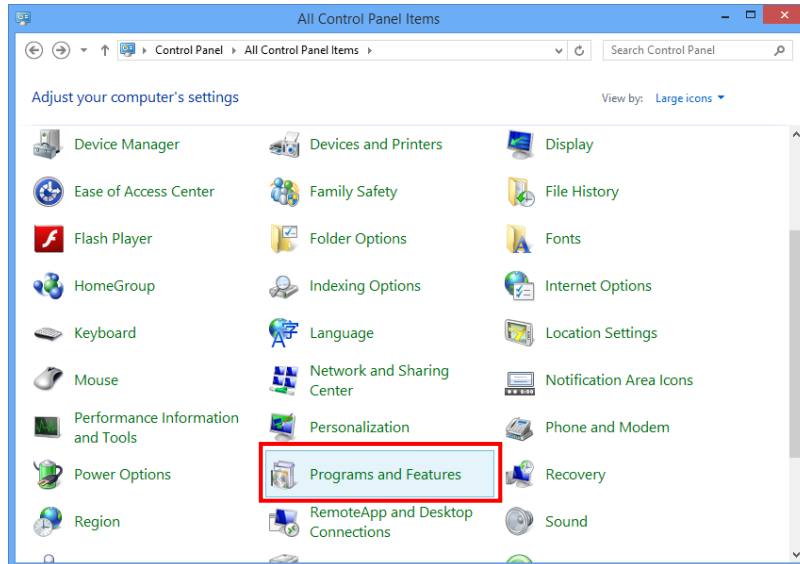 All Control Panel Items
Control Panel All Control Panel Items
Search Control Panel
Adjust your computer's settings
View by: Large icons
Device Manager
Devices and Printers
Display
Ease of Access Center
Family Safety
File History
Flash Player
Folder Options
Fonts
HomeGroup
Indexing Options
Internet Options
Keyboard
Language
Location Settings
Mouse
Network and Sharing
Center
Notification Area Icons
Performance Information
and Tools
Personalization
Phone and Modem
Power Options
Programs and Features
Recovery
Region
RemoteApp and Desktop
Connections
Sound